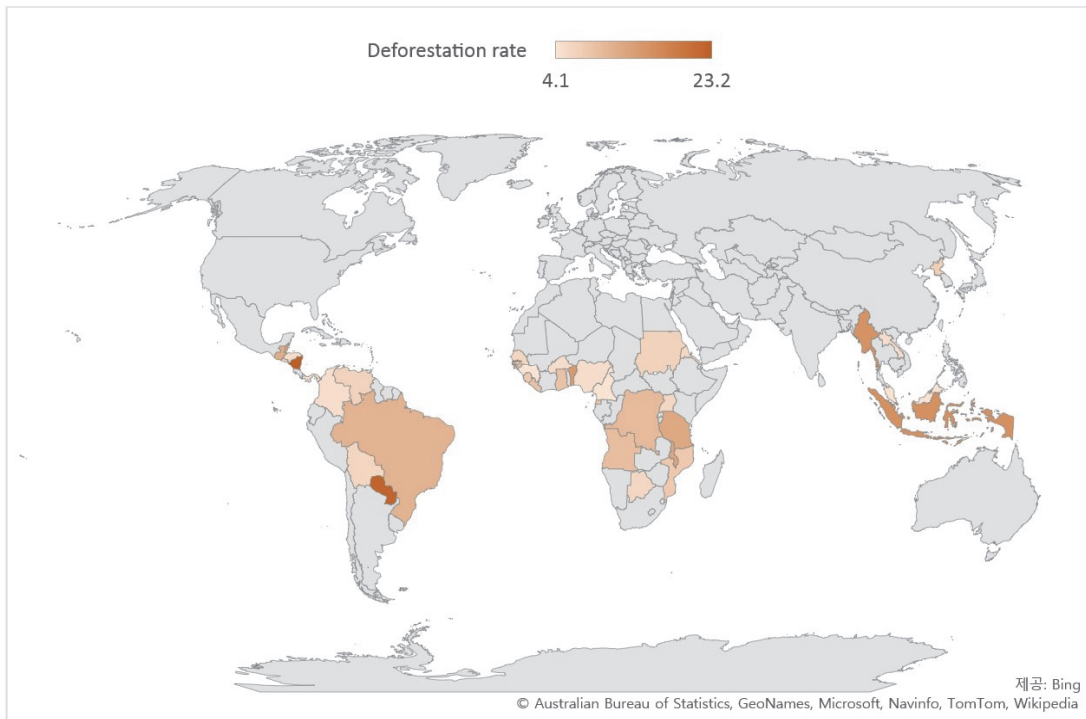 Deforestation rate
4.1 23.2
제공: Bing
© Australian Bureau of Statistics, GeoNames, Microsoft, Navinfo, TomTom, Wikipedia